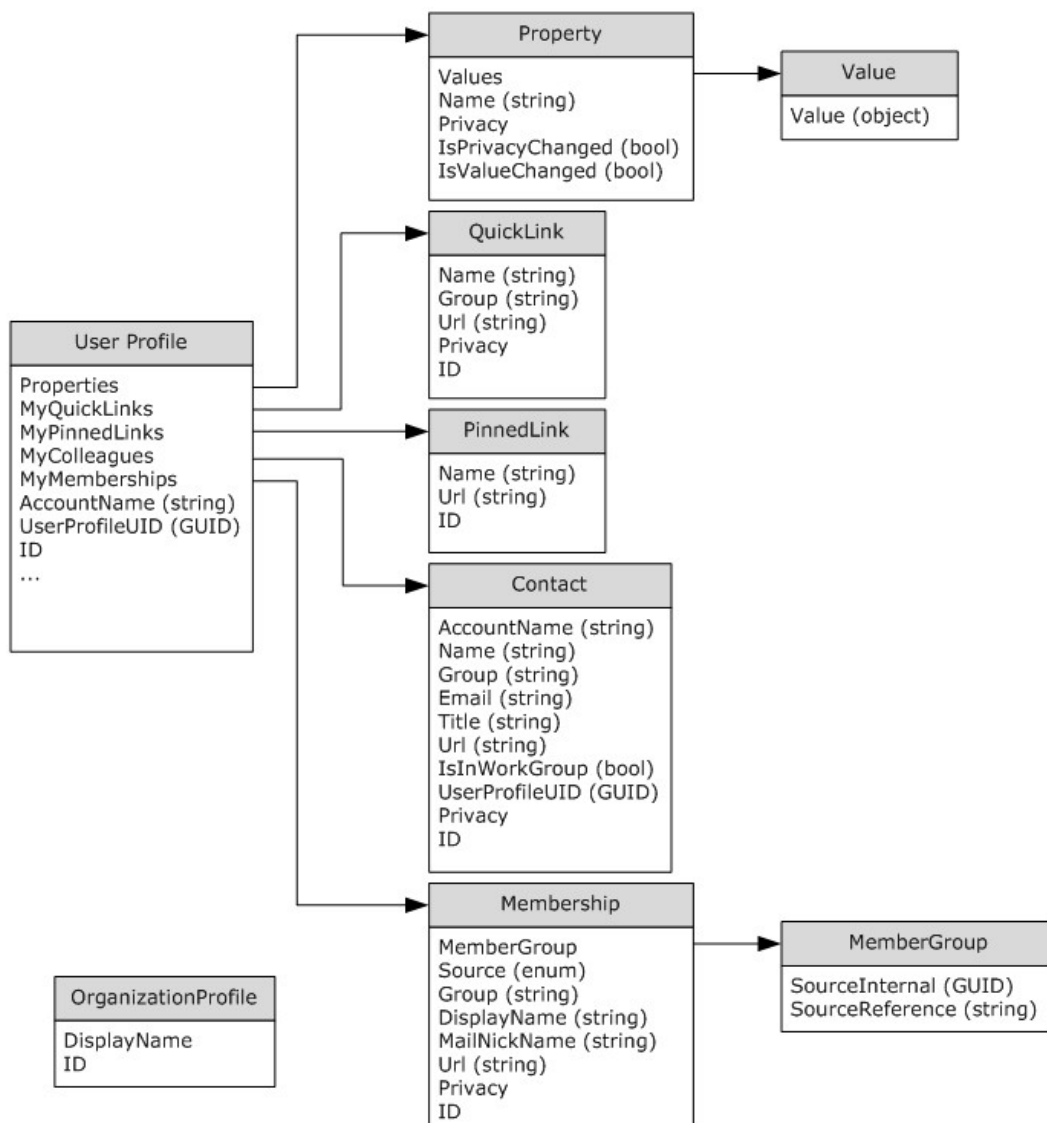 Property
Values
Name (string)
Privacy
IsPrivacyChanged (bool)
IsValueChanged (bool)
Value
Value (object)
QuickLink
Name (string)
Group (string)
Url (string)
Privacy
ID
User Profile
Properties
MyQuickLinks
MyPinnedLinks
MyColleagues
MyMemberships
AccountName (string)
UserProfileUID (GUID)
ID
...
PinnedLink
Name (string)
Url (string)
ID
Contact
AccountName (string)
Name (string)
Group (string)
Email (string)
Title (string)
Url (string)
IsInWorkGroup (bool)
UserProfileUID (GUID)
Privacy
ID
Membership
MemberGroup
Source (enum)
Group (string)
DisplayName (string)
MailNickName (string)
Url (string)
Privacy
ID
MemberGroup
SourceInternal (GUID)
SourceReference (string)
OrganizationProfile
DisplayName
ID